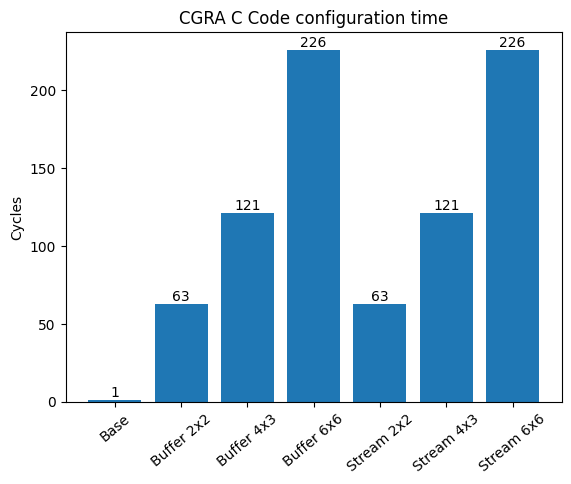 CGRA C Code configuration time
Cycles
200
150
100
50
0
1
63
121
226
63
121
226
Base
Buffer 2x2
Buffer 4x3
Buffer 6x6
Stream 2x2
Stream 4x3
Stream 6x6